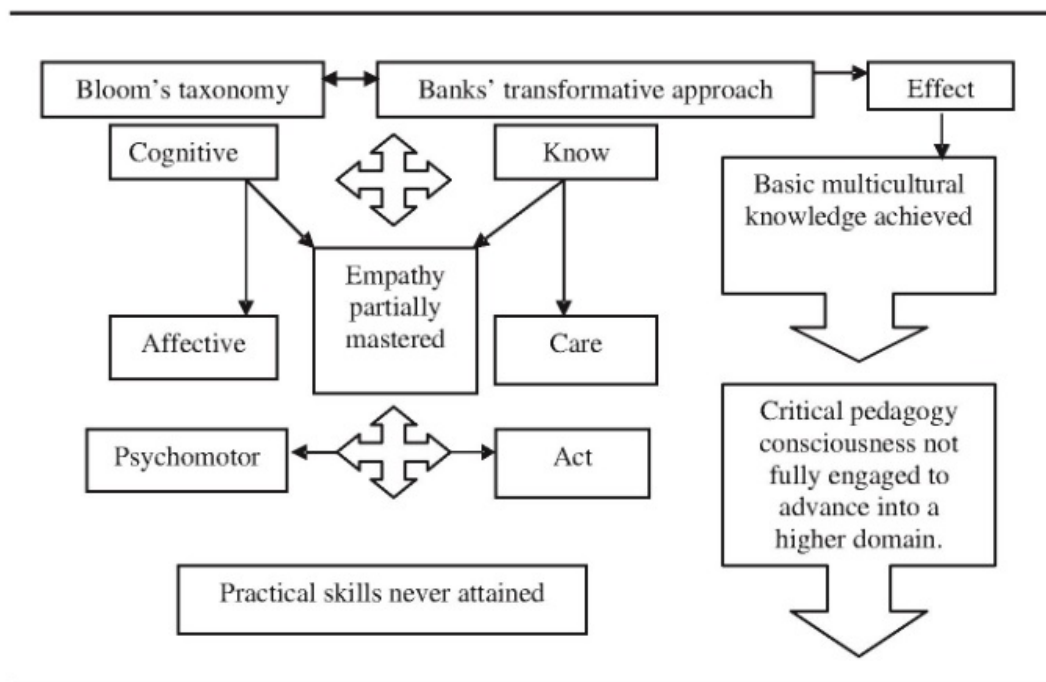 Bloom’s taxonomy
Banks’ transformative approach
Effect
Cognitive
Know
Basic multicultural
knowledge achieved
Empathy
partially
mastered
Affective
Care
Critical pedagogy
consciousness not
fully engaged to
advance into a
higher domain.
Psychomotor
Act
Practical skills never attained